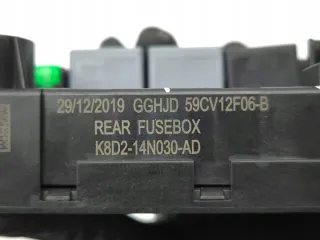 29/12/2019 GGHJD 59CV12F06-B
REAR FUSEBOX
K8D2-14N030-AD